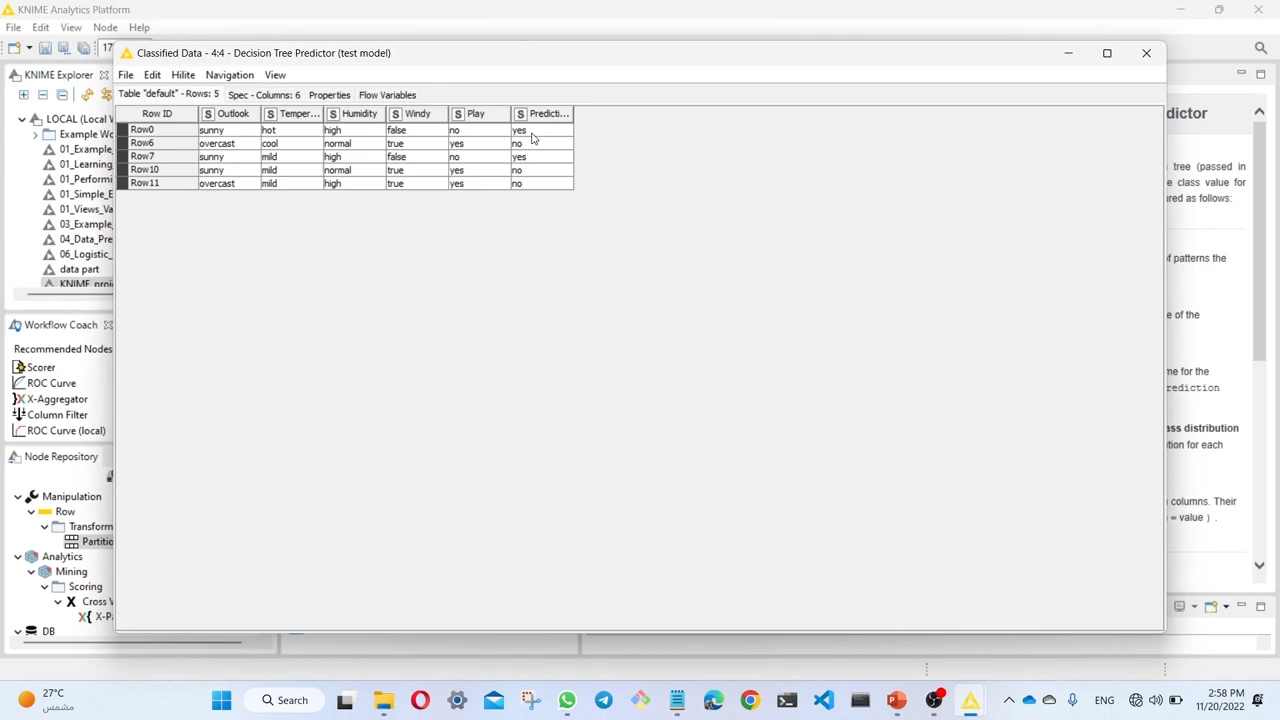 KNIME Analytics Platform
File Edit View Node Help
17
KNIME Explorer
LOCAL (Local
Example Wo
01_Example
01_Learning
01_Performi
01_Simple_E
01_Views_Va
03_Example_
04_Data_Pre
06_Logistic_
data part
KNIME_proj
Workflow Coach
Recommended Nodes
Scorer
ROC Curve
X-Aggregator
Column Filter
ROC Curve (local)
Node Repository
Manipulation
Row
Transform
Partitio
Analytics
Mining
Scoring
Cross V
X-P
DB
Classified Data - 4:4 - Decision Tree Predictor (test model)
File Edit Hilite Navigation View
Table "default" - Rows: 5 Spec - Columns: 6 Properties Flow Variables
Row ID S Outlook S Temper... S Humidity S Windy S Play S Predicti...
Row0 sunny hot high false no yes
Row6 overcast cool normal true yes no
Row7 sunny mild high false no yes
Row10 sunny mild normal true yes no
Row11 overcast mild high true yes no
edictor
tree (passed in
e class value for
ured as follows:
of patterns the
e of the
me for the
rediction
ass distribution
tion for each
columns. Their
= value ).
27°C
مشمس
Search
ENG
2:58 PM
11/20/2022